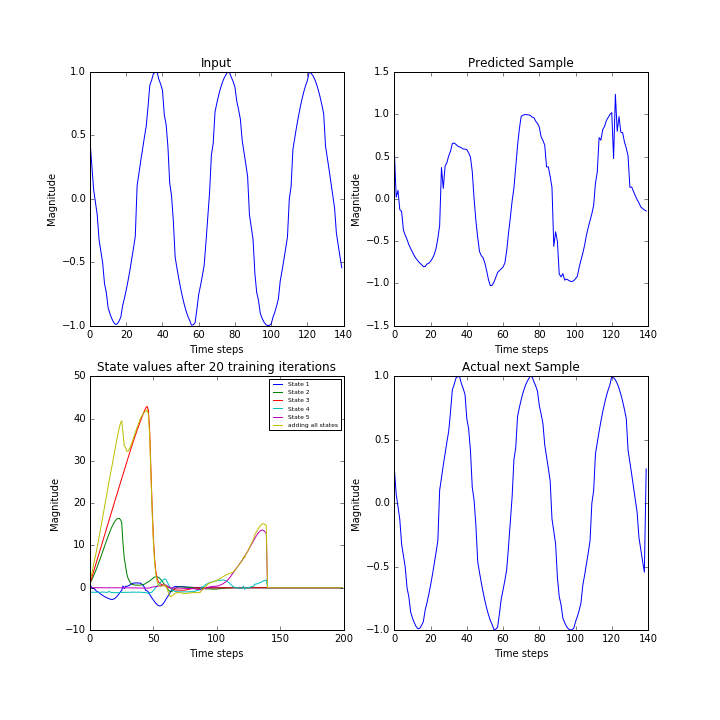 Input
1.0
0.5
0.0
−0.5
−1.0
0 20 40 60 80 100 120 140
Magnitude
Time steps
Predicted Sample
1.5
1.0
0.5
0.0
−0.5
−1.0
−1.5
0 20 40 60 80 100 120 140
Magnitude
Time steps
State values after 20 training iterations
50
40
30
20
10
0
−10
0 50 100 150 200
Magnitude
Time steps
State 1
State 2
State 3
State 4
State 5
adding all states
Actual next Sample
1.0
0.5
0.0
−0.5
−1.0
0 20 40 60 80 100 120 140
Magnitude
Time steps